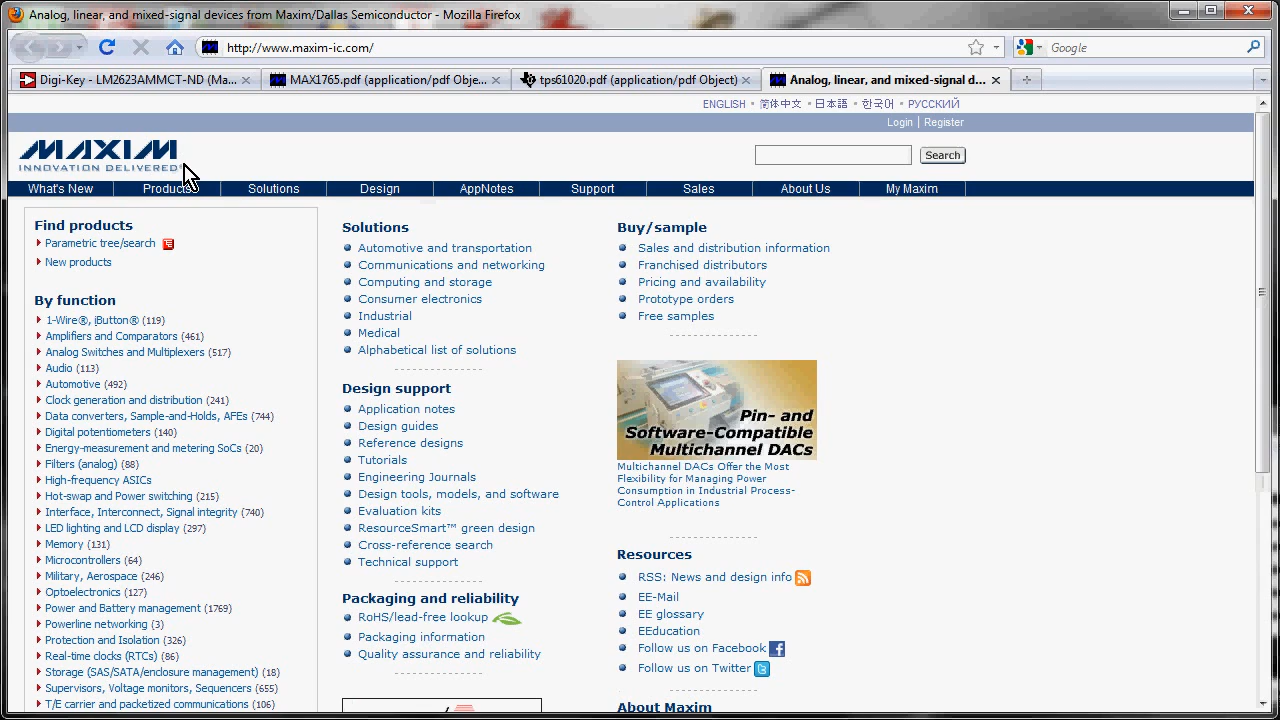 Analog, linear, and mixed-signal devices from Maxim/Dallas Semiconductor - Mozilla Firefox
http://www.maxim-ic.com/
Google
Digi-Key - LM2623AMMCT-ND (Ma...
MAX1765.pdf (application/pdf Obje...
tps61020.pdf (application/pdf Object)
Analog, linear, and mixed-signal d...
ENGLISH • 简体中文 • 日本語 • 한국어 • РУССКИЙ
Login | Register
MAXIM
INNOVATION DELIVERED
Search
What's New
Products
Solutions
Design
AppNotes
Support
Sales
About Us
My Maxim
Find products
Parametric tree/search
New products
By function
1-Wire®, iButton® (119)
Amplifiers and Comparators (461)
Analog Switches and Multiplexers (517)
Audio (113)
Automotive (492)
Clock generation and distribution (241)
Data converters, Sample-and-Holds, AFEs (744)
Digital potentiometers (140)
Energy-measurement and metering SoCs (20)
Filters (analog) (88)
High-frequency ASICs
Hot-swap and Power switching (215)
Interface, Interconnect, Signal integrity (740)
LED lighting and LCD display (297)
Memory (131)
Microcontrollers (64)
Military, Aerospace (246)
Optoelectronics (127)
Power and Battery management (1769)
Powerline networking (3)
Protection and Isolation (326)
Real-time clocks (RTCs) (86)
Storage (SAS/SATA/enclosure management) (18)
Supervisors, Voltage monitors, Sequencers (655)
T/E carrier and packetized communications (106)
Solutions
Automotive and transportation
Communications and networking
Computing and storage
Consumer electronics
Industrial
Medical
Alphabetical list of solutions
Design support
Application notes
Design guides
Reference designs
Tutorials
Engineering Journals
Design tools, models, and software
Evaluation kits
ResourceSmart™ green design
Cross-reference search
Technical support
Packaging and reliability
RoHS/lead-free lookup
Packaging information
Quality assurance and reliability
Buy/sample
Sales and distribution information
Franchised distributors
Pricing and availability
Prototype orders
Free samples
Pin- and
Software-Compatible
Multichannel DACs
Multichannel DACs Offer the Most
Flexibility for Managing Power
Consumption in Industrial Process-
Control Applications
Resources
RSS: News and design info
EE-Mail
EE glossary
EEducation
Follow us on Facebook
Follow us on Twitter
About Maxim